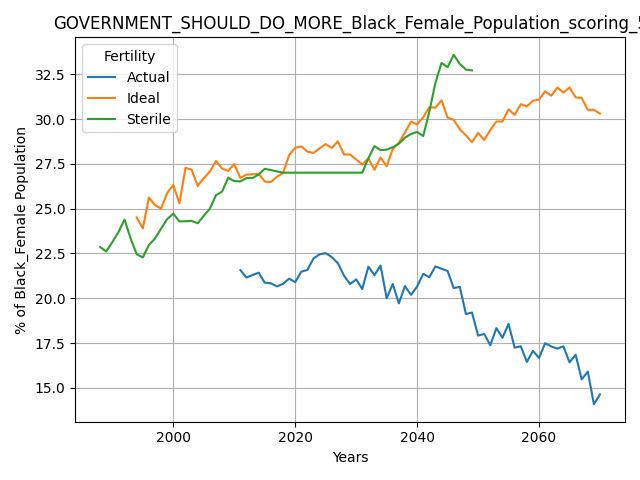 GOVERNMENT_SHOULD_DO_MORE_Black_Female_Population_scoring_5
Fertility
Actual
Ideal
Sterile
% of Black_Female Population
32.5
30.0
27.5
25.0
22.5
20.0
17.5
15.0
2000
2020
2040
2060
Years